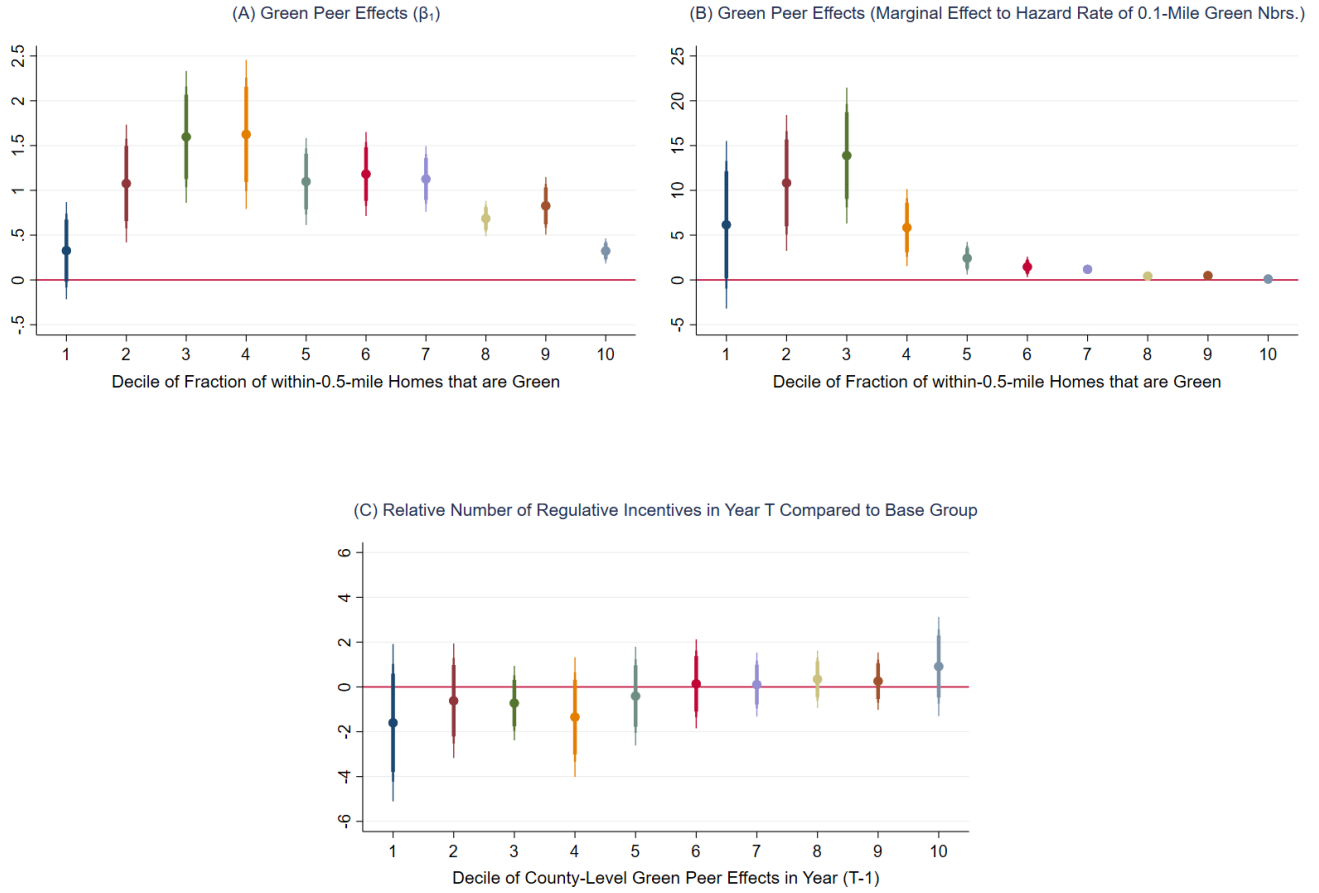 (A) Green Peer Effects (β₁)
2.5
2
1.5
1
.5
0
-.5
1 2 3 4 5 6 7 8 9 10
Decile of Fraction of within-0.5-mile Homes that are Green
(B) Green Peer Effects (Marginal Effect to Hazard Rate of 0.1-Mile Green Nbrs.)
25
20
15
10
5
0
-5
1 2 3 4 5 6 7 8 9 10
Decile of Fraction of within-0.5-mile Homes that are Green
(C) Relative Number of Regulative Incentives in Year T Compared to Base Group
6
4
2
0
-2
-4
-6
1 2 3 4 5 6 7 8 9 10
Decile of County-Level Green Peer Effects in Year (T-1)